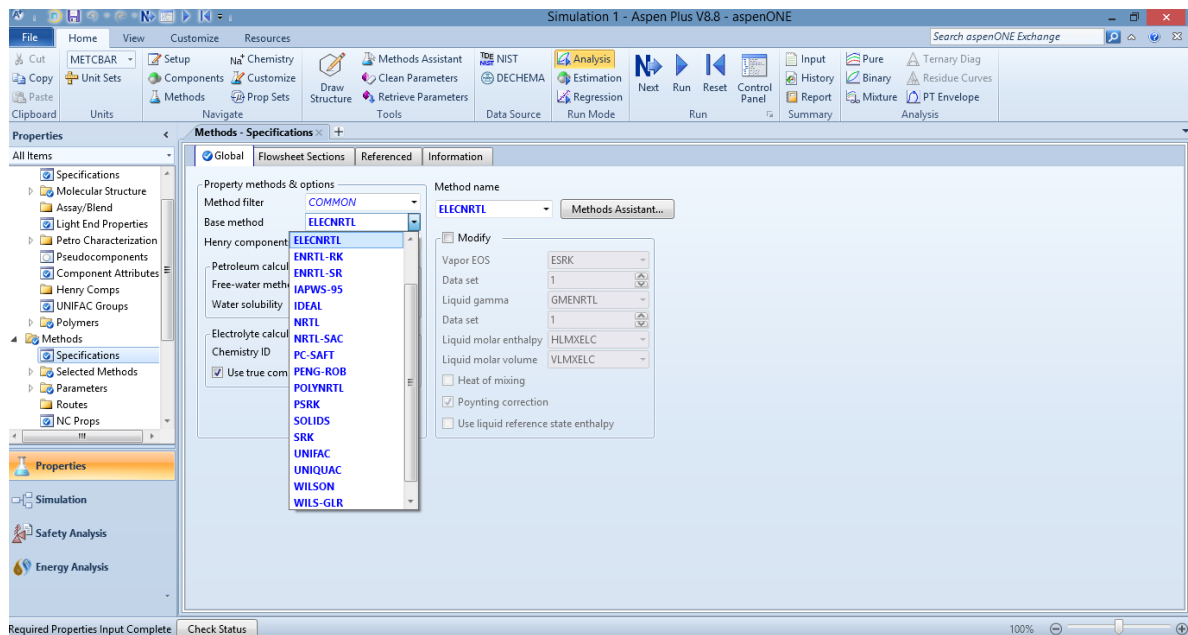 Simulation 1 - Aspen Plus V8.8 - aspenONE
File Home View Customize Resources Search aspenONE Exchange
Cut METCBAR Setup Na+ Chemistry Methods Assistant NIST Analysis Input Pure Ternary Diag
Copy Unit Sets Components Customize Draw Structure Clean Parameters DECHEMA Estimation Next Run Reset Control Panel History Binary Residue Curves
Paste Methods Prop Sets Retrieve Parameters Regression Report Mixture PT Envelope
Clipboard Units Navigate Tools Data Source Run Mode Run Summary Analysis
Properties
All Items
Specifications
Molecular Structure
Assay/Blend
Light End Properties
Petro Characterization
Pseudocomponents
Component Attributes
Henry Comps
UNIFAC Groups
Polymers
Methods
Specifications
Selected Methods
Parameters
Routes
NC Props
Properties
Simulation
Safety Analysis
Energy Analysis
Methods - Specifications
Global Flowsheet Sections Referenced Information
Property methods & options
Method filter COMMON
Base method ELECNRTL
Henry component
Petroleum calcul
Free-water meth
Water solubility
Electrolyte calcul
Chemistry ID
Use true com
ELECNRTL
ENRTL-RK
ENRTL-SR
IAPWS-95
IDEAL
NRTL
NRTL-SAC
PC-SAFT
PENG-ROB
POLYNRTL
PSRK
SOLIDS
SRK
UNIFAC
UNIQUAC
WILSON
WILS-GLR
Method name
ELECNRTL Methods Assistant...
Modify
Vapor EOS ESRK
Data set 1
Liquid gamma GMENRTL
Data set 1
Liquid molar enthalpy HLMXELC
Liquid molar volume VLMXELC
Heat of mixing
Poynting correction
Use liquid reference state enthalpy
Required Properties Input Complete Check Status 100%